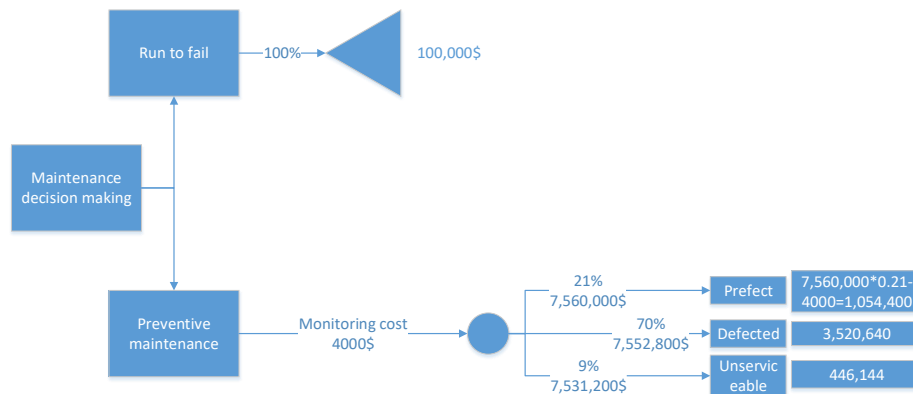 Run to fail
100%
100,000$
Maintenance
decision making
Preventive
maintenance
Monitoring cost
4000$
21%
7,560,000$
Prefect
7,560,000*0.21-
4000=1,054,400
70%
7,552,800$
Defected
3,520,640
9%
7,531,200$
Unservic
eable
446,144